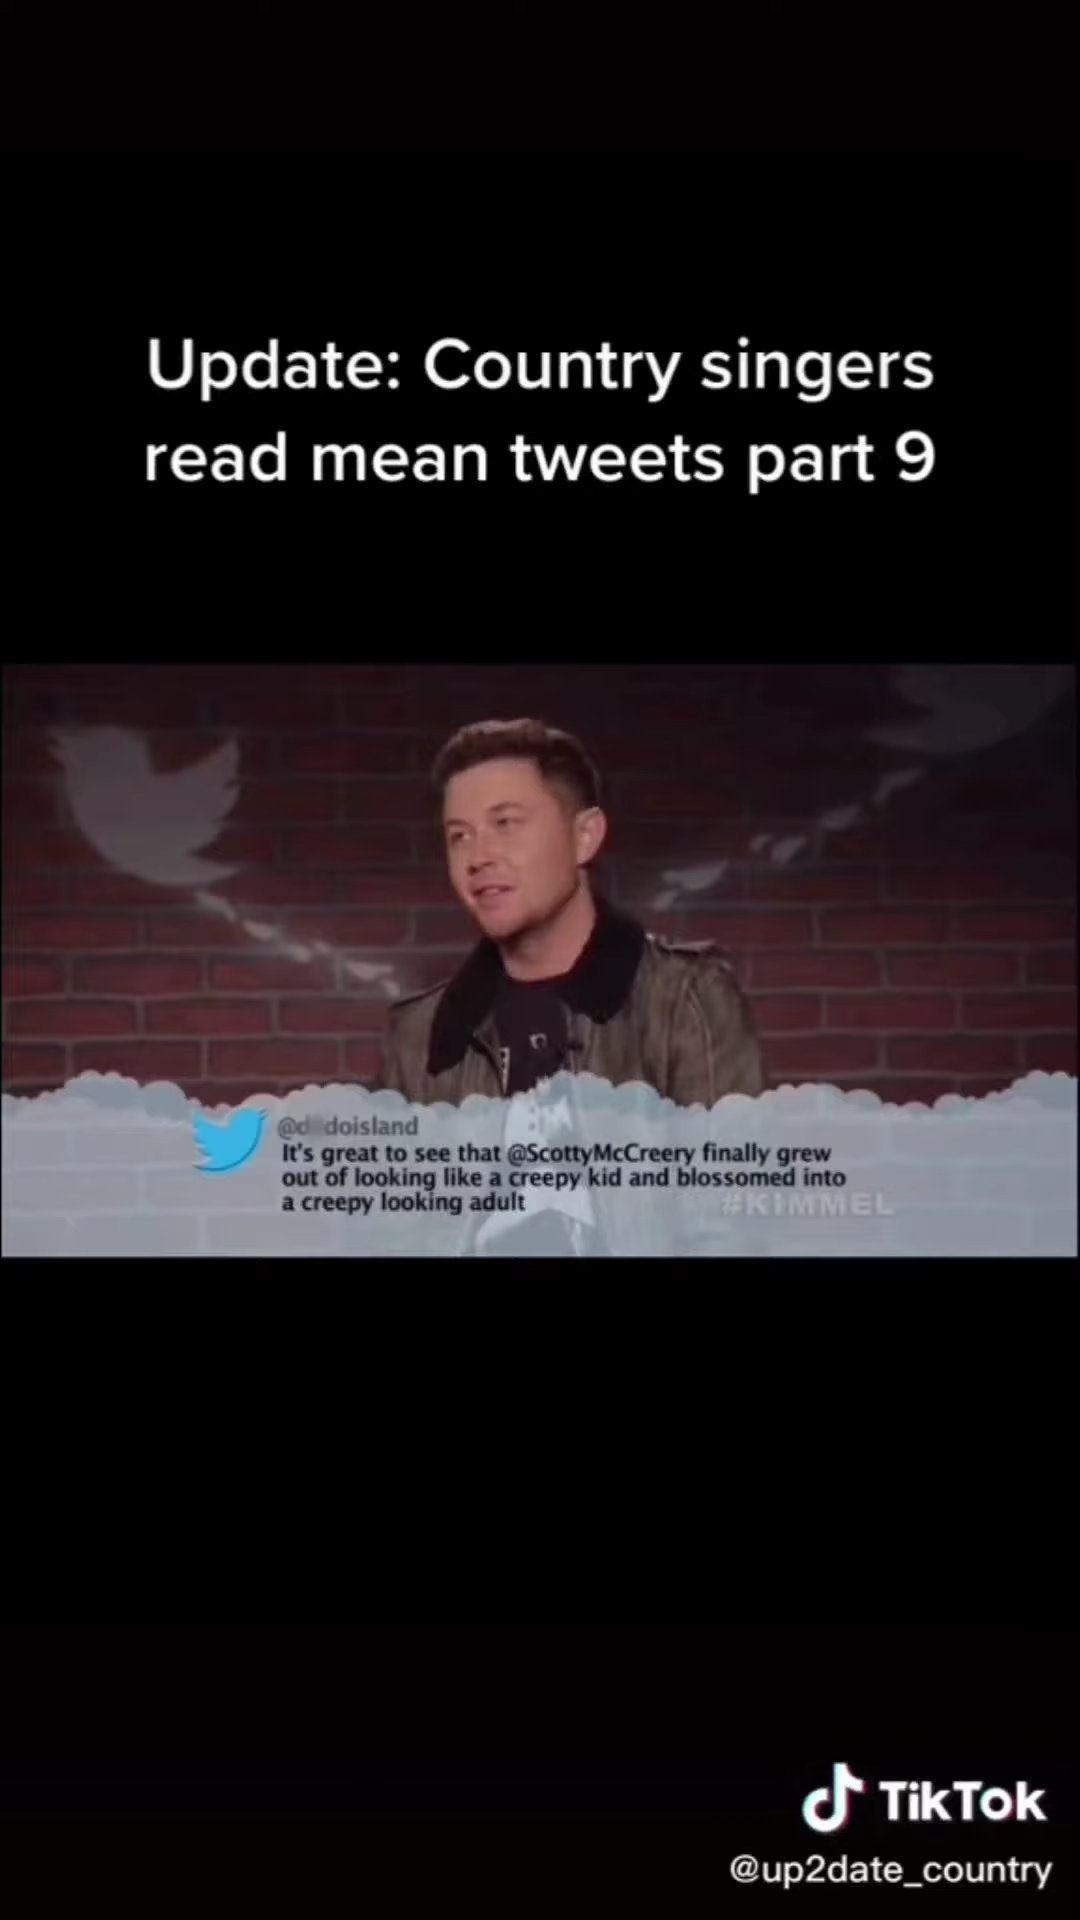 Update: Country singers
read mean tweets part 9
@d doisland
It's great to see that @ScottyMcCreery finally grew
out of looking like a creepy kid and blossomed into
a creepy looking adult
#KIMMEL
TikTok
@up2date_country